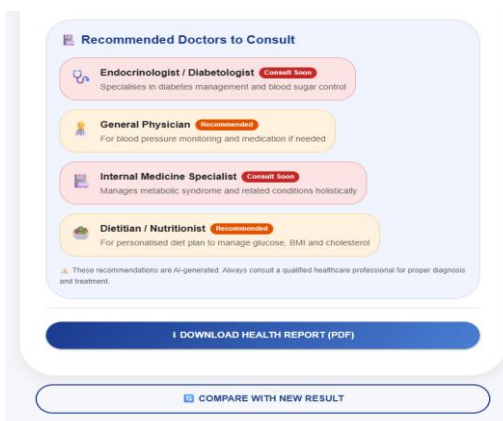 Recommended Doctors to Consult
Endocrinologist / Diabetologist Consult Soon
Specialises in diabetes management and blood sugar control
General Physician Recommended
For blood pressure monitoring and medication if needed
Internal Medicine Specialist Consult Soon
Manages metabolic syndrome and related conditions holistically
Dietitian / Nutritionist Recommended
For personalised diet plan to manage glucose, BMI and cholesterol
These recommendations are AI-generated. Always consult a qualified healthcare professional for proper diagnosis
and treatment.
DOWNLOAD HEALTH REPORT (PDF)
COMPARE WITH NEW RESULT